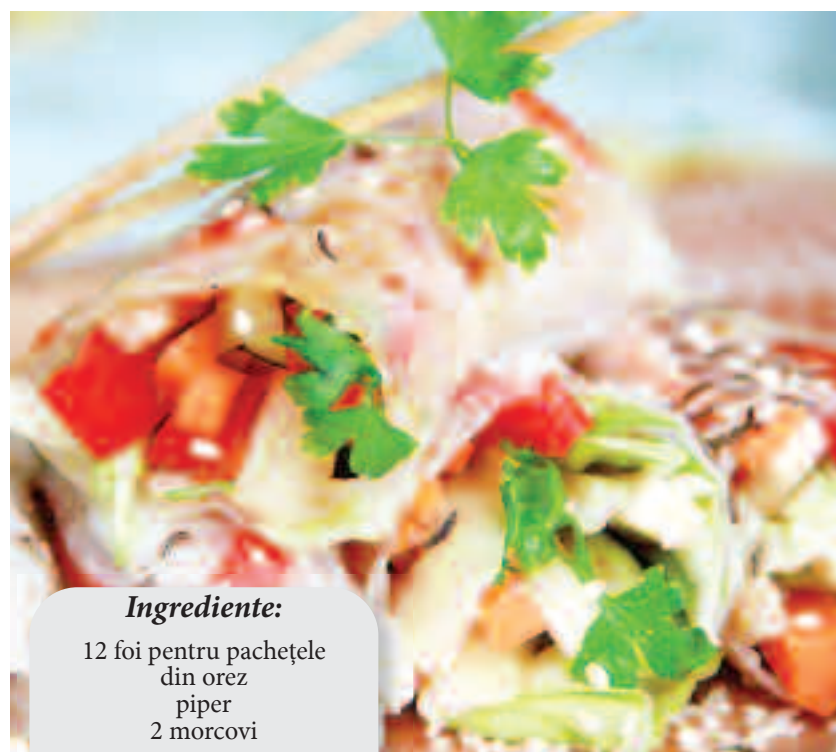 Ingrediente:
12 foi pentru pachețele
din orez
piper
2 morcovi